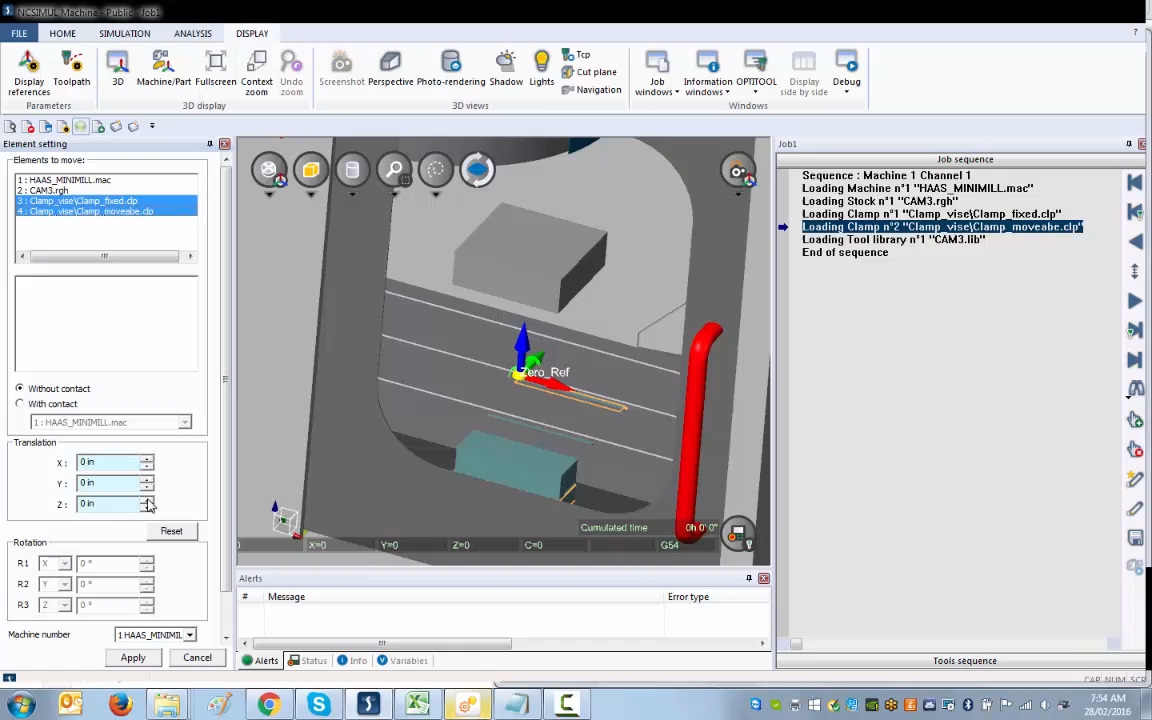 NCSIMUL Machine - Public - Job1
FILE HOME SIMULATION ANALYSIS DISPLAY ?
Display references Toolpath 3D Machine/Part Fullscreen Context zoom Undo zoom Screenshot Perspective Photo-rendering Shadow Lights Tcp Cut plane Navigation Job windows Information windows OPTITOOL Display side by side Debug
Parameters 3D display 3D views Windows
Element setting
Job1
Elements to move:
Job sequence
1 : HAAS_MINIMILL.mac
2 : CAM3.rgh
3 : Clamp_vise\Clamp_fixed.clp
4 : Clamp_vise\Clamp_moveabe.clp
Sequence : Machine 1 Channel 1
Loading Machine n°1 "HAAS_MINIMILL.mac"
Loading Stock n°1 "CAM3.rgh"
Loading Clamp n°1 "Clamp_vise\Clamp_fixed.clp"
Loading Clamp n°2 "Clamp_vise\Clamp_moveabe.clp"
Loading Tool library n°1 "CAM3.lib"
End of sequence
Zero_Ref
Without contact
With contact
1 : HAAS_MINIMILL.mac
Translation
X : 0 in
Y : 0 in
Z : 0 in
Reset
Cumulated time 0h 0' 0"
0 X=0 Y=0 Z=0 C=0 G54
Rotation
R1 X 0 °
R2 Y 0 °
R3 Z 0 °
Machine number 1 HAAS_MINIMIL
Apply Cancel
Alerts
# Message Error type
Alerts Status Info Variables
Tools sequence
CAP NUM SCR
7:54 AM
28/02/2016